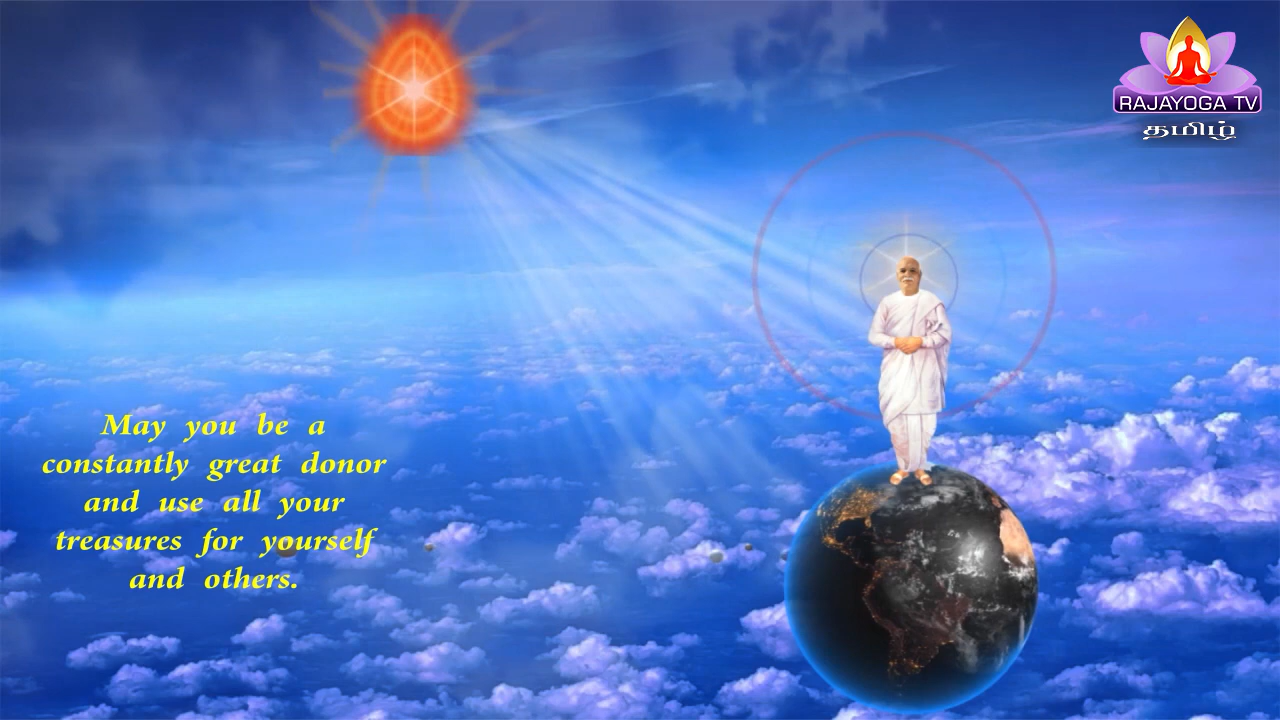 RAJAYOGA TV
தமிழ்
May you be a
constantly great donor
and use all your
treasures for yourself
and others.